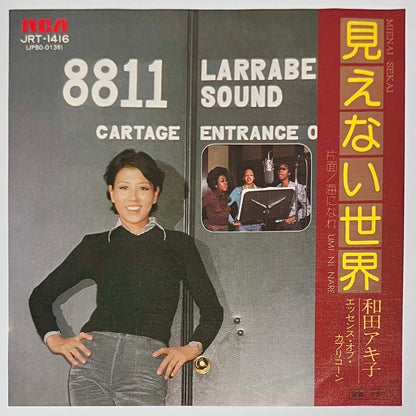 RCA
JRT-1416
(JPBO-0136)
8811 LARRABE
SOUND
CARTAGE ENTRANCE O
MIENAI SEKAI
見えない世界
片面/海になれ UMI NI NARE
和田アキ子
エッセンス・オブ・
カプリコーン